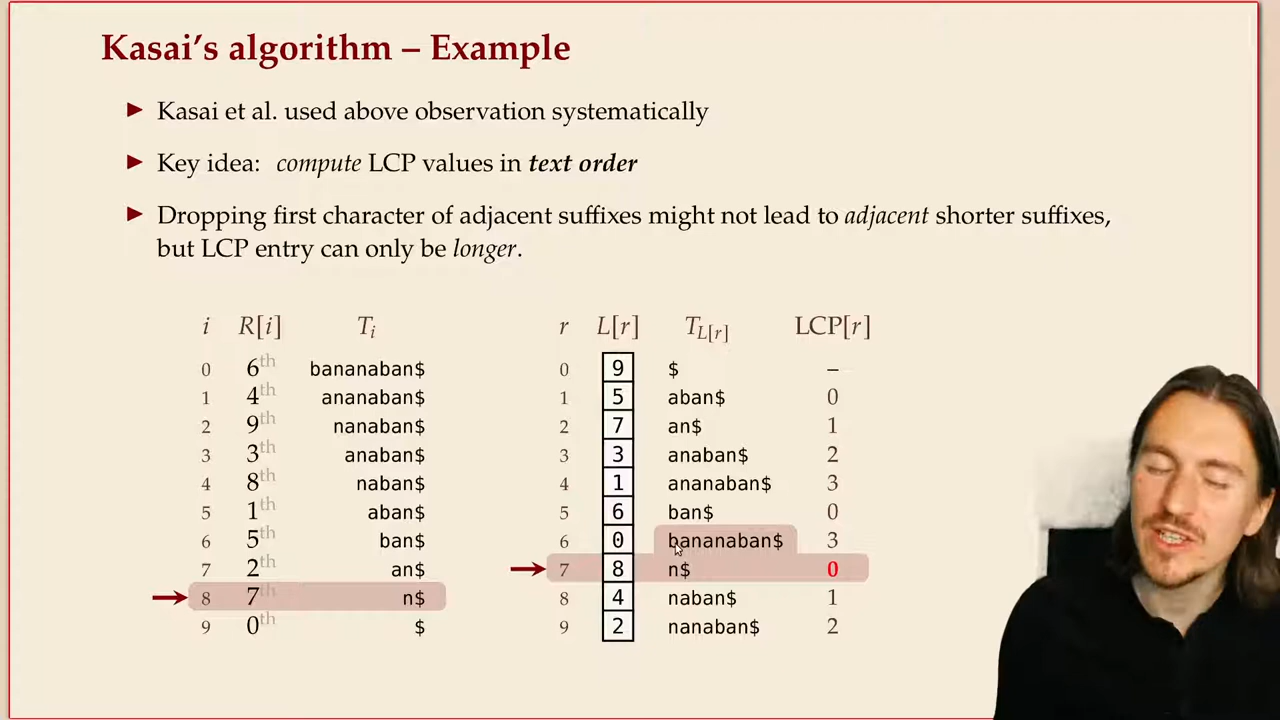 Kasai’s algorithm – Example
▶ Kasai et al. used above observation systematically
▶ Key idea: compute LCP values in text order
▶ Dropping first character of adjacent suffixes might not lead to adjacent shorter suffixes,
but LCP entry can only be longer.
i R[i] T_i r L[r] T_L[r] LCP[r]
0 6th bananaban$ 0 9 $ –
1 4th ananaban$ 1 5 aban$ 0
2 9th nanaban$ 2 7 an$ 1
3 3th anaban$ 3 3 anaban$ 2
4 8th naban$ 4 1 ananaban$ 3
5 1th aban$ 5 6 ban$ 0
6 5th ban$ 6 0 bananaban$ 3
7 2th an$ 7 8 n$ 0
8 7th n$ 8 4 naban$ 1
9 0th $ 9 2 nanaban$ 2